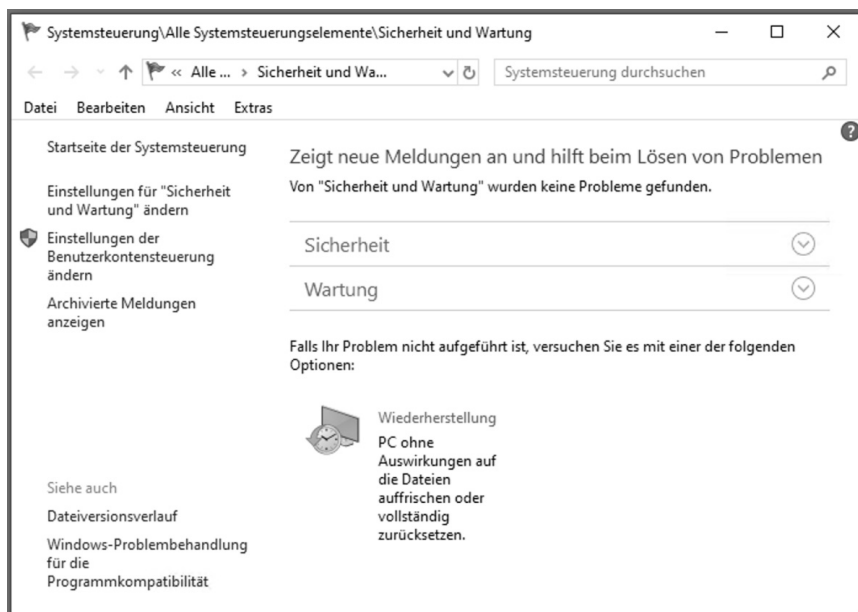 Systemsteuerung\Alle Systemsteuerungselemente\Sicherheit und Wartung
« Alle ... › Sicherheit und Wa...
Systemsteuerung durchsuchen
Datei Bearbeiten Ansicht Extras
?
Startseite der Systemsteuerung
Einstellungen für "Sicherheit
und Wartung" ändern
Einstellungen der
Benutzerkontensteuerung
ändern
Archivierte Meldungen
anzeigen
Zeigt neue Meldungen an und hilft beim Lösen von Problemen
Von "Sicherheit und Wartung" wurden keine Probleme gefunden.
Sicherheit
Wartung
Falls Ihr Problem nicht aufgeführt ist, versuchen Sie es mit einer der folgenden
Optionen:
Wiederherstellung
PC ohne
Auswirkungen auf
die Dateien
auffrischen oder
vollständig
zurücksetzen.
Siehe auch
Dateiversionsverlauf
Windows-Problembehandlung
für die
Programmkompatibilität